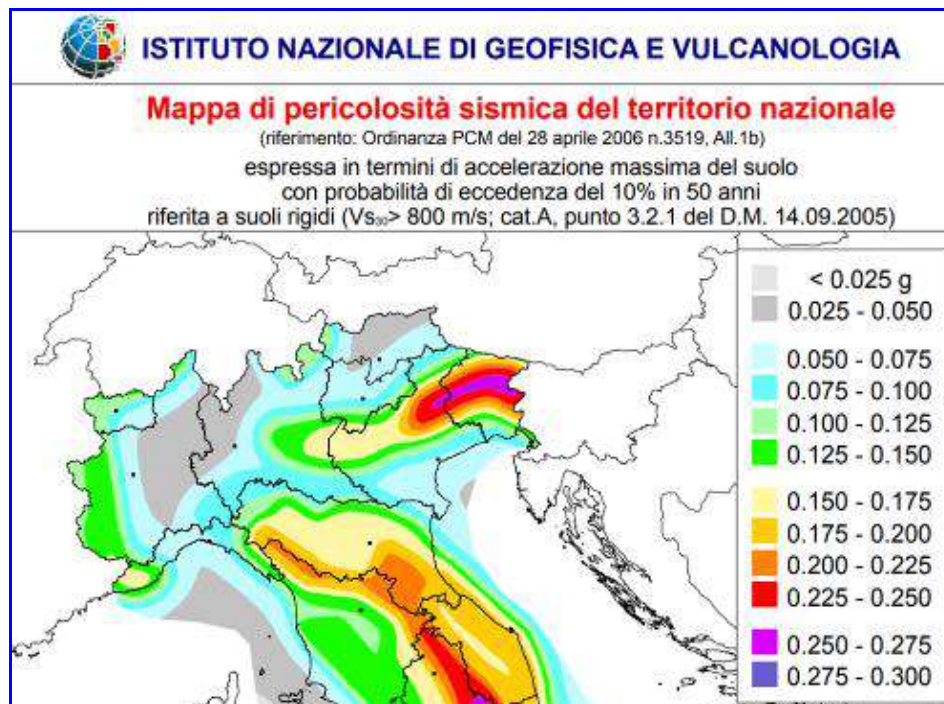 ISTITUTO NAZIONALE DI GEOFISICA E VULCANOLOGIA
Mappa di pericolosità sismica del territorio nazionale
(riferimento: Ordinanza PCM del 28 aprile 2006 n.3519, All.1b)
espressa in termini di accelerazione massima del suolo
con probabilità di eccedenza del 10% in 50 anni
riferita a suoli rigidi (Vs₃₀> 800 m/s; cat.A, punto 3.2.1 del D.M. 14.09.2005)
< 0.025 g
0.025 - 0.050
0.050 - 0.075
0.075 - 0.100
0.100 - 0.125
0.125 - 0.150
0.150 - 0.175
0.175 - 0.200
0.200 - 0.225
0.225 - 0.250
0.250 - 0.275
0.275 - 0.300